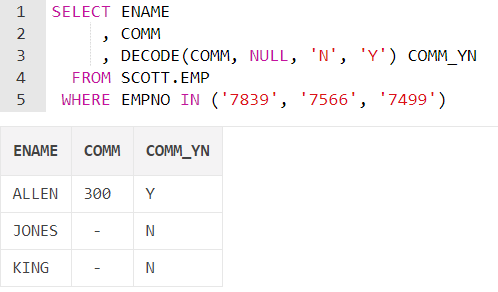 1 SELECT ENAME
2 , COMM
3 , DECODE(COMM, NULL, 'N', 'Y') COMM_YN
4 FROM SCOTT.EMP
5 WHERE EMPNO IN ('7839', '7566', '7499')
ENAME COMM COMM_YN
ALLEN 300 Y
JONES - N
KING - N